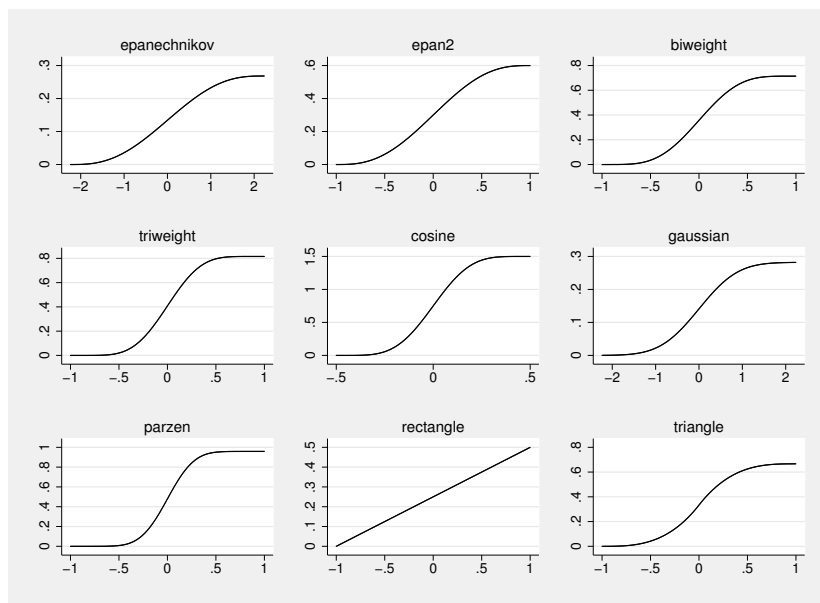 epanechnikov
0 .1 .2 .3
−2 −1 0 1 2
epan2
0 .2 .4 .6
−1 −.5 0 .5 1
biweight
0 .2 .4 .6 .8
−1 −.5 0 .5 1
triweight
0 .2 .4 .6 .8
−1 −.5 0 .5 1
cosine
0 .5 1 1.5
−.5 0 .5
gaussian
0 .1 .2 .3
−2 −1 0 1 2
parzen
0 .2 .4 .6 .8 1
−1 −.5 0 .5 1
rectangle
0 .1 .2 .3 .4 .5
−1 −.5 0 .5 1
triangle
0 .2 .4 .6 .8
−1 −.5 0 .5 1